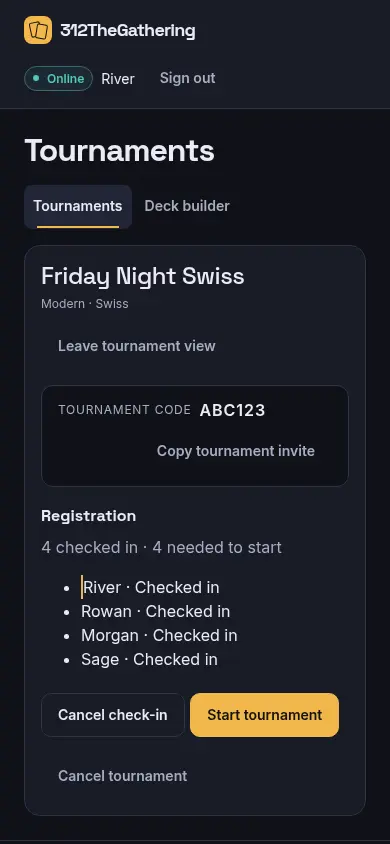 312TheGathering
Online River Sign out
Tournaments
Tournaments Deck builder
Friday Night Swiss
Modern · Swiss
Leave tournament view
TOURNAMENT CODE ABC123
Copy tournament invite
Registration
4 checked in · 4 needed to start
• River · Checked in
• Rowan · Checked in
• Morgan · Checked in
• Sage · Checked in
Cancel check-in Start tournament
Cancel tournament